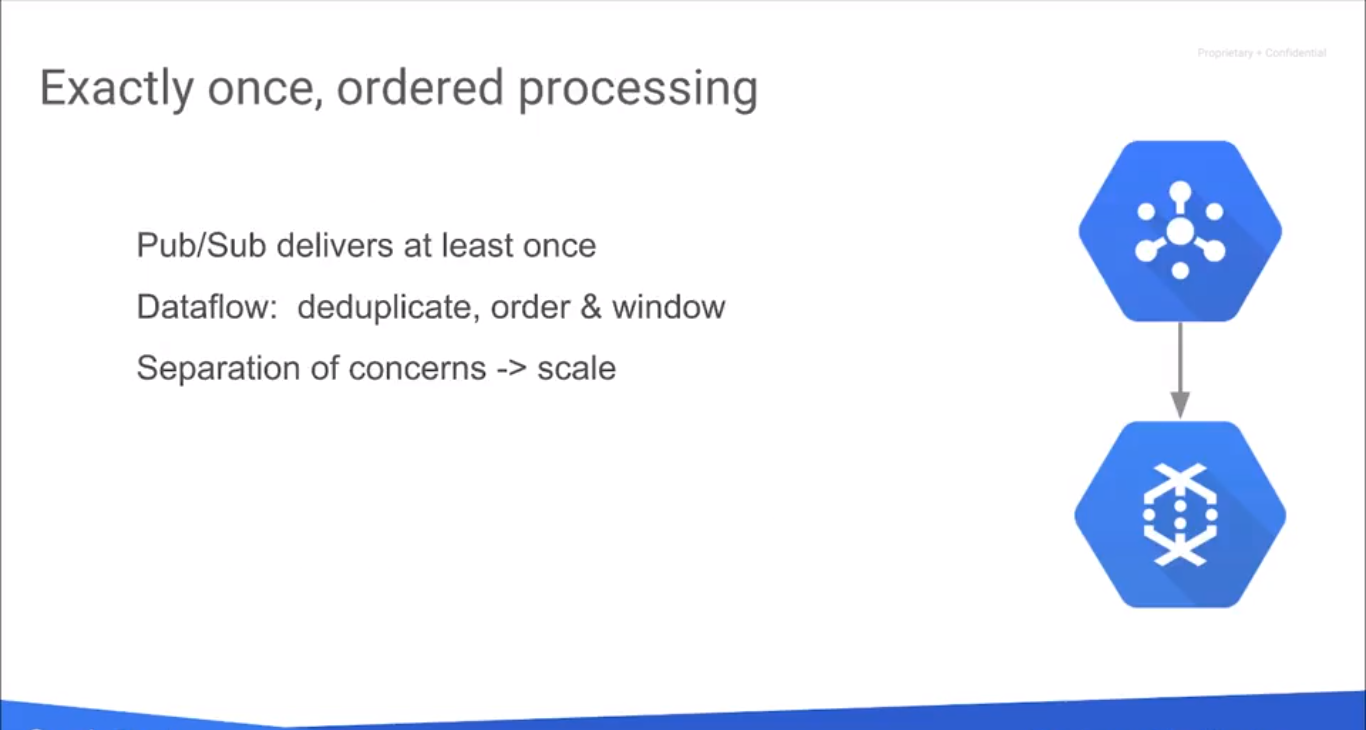 Proprietary + Confidential
Exactly once, ordered processing
Pub/Sub delivers at least once
Dataflow:  deduplicate, order & window
Separation of concerns -> scale